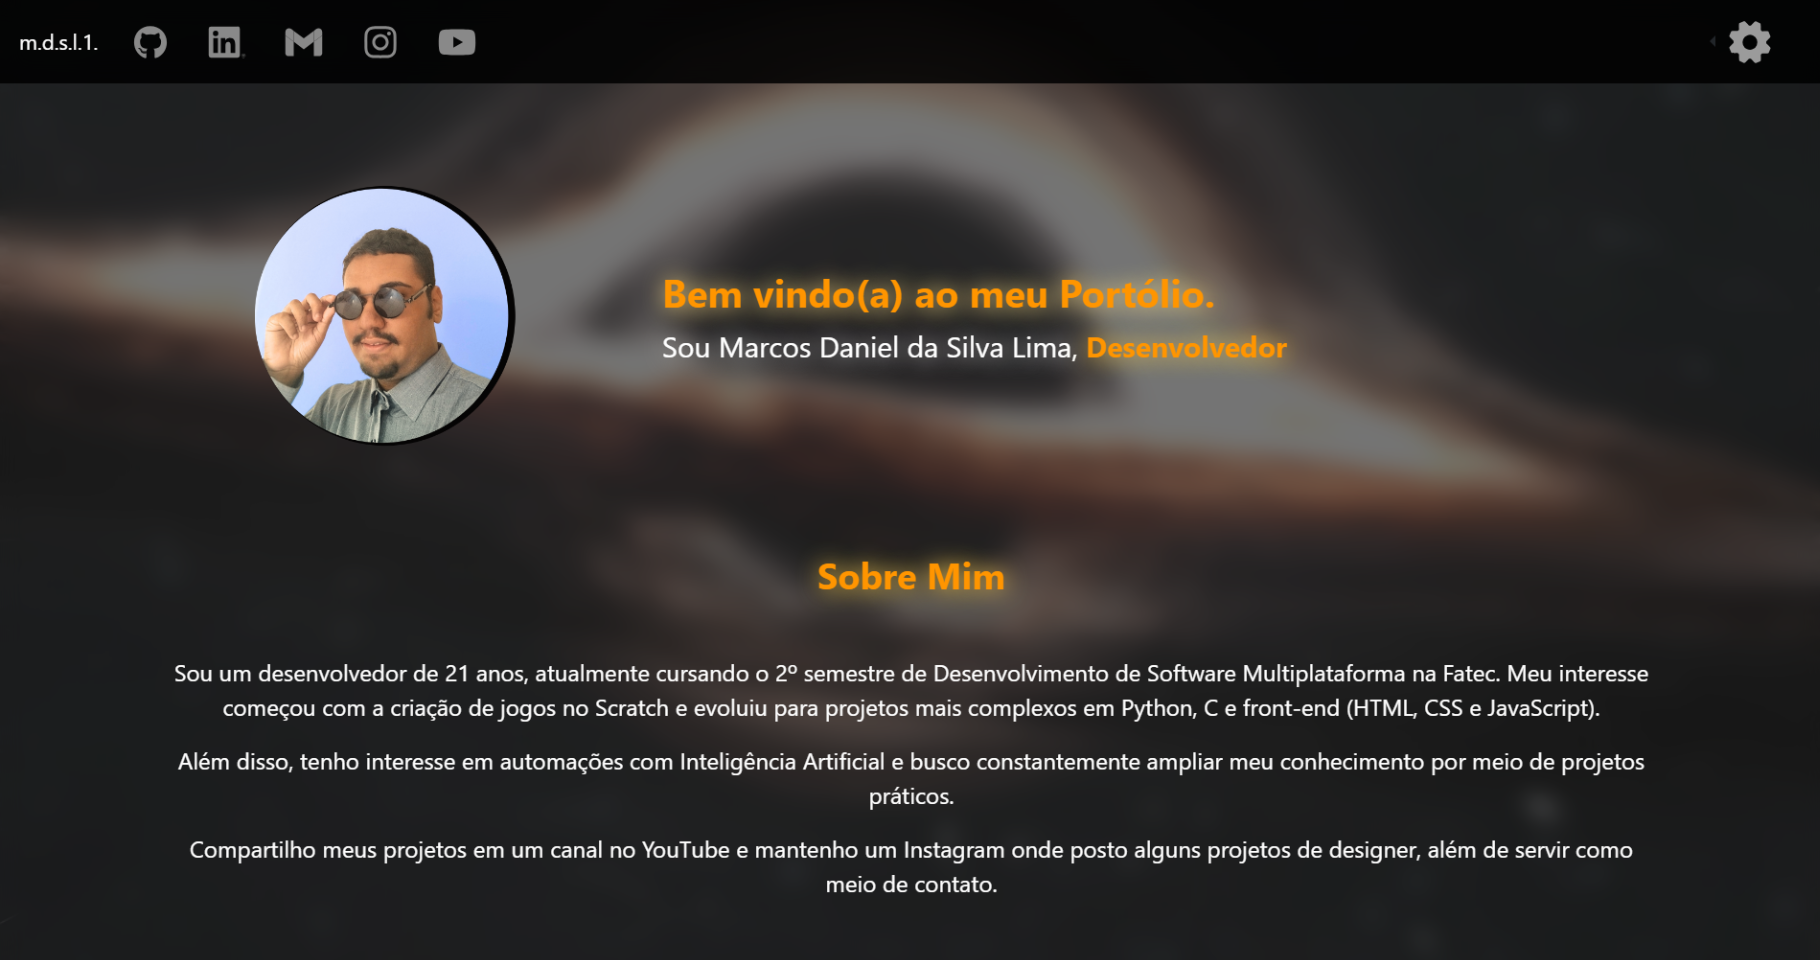 m.d.s.l.1.
Bem vindo(a) ao meu Portólio.
Sou Marcos Daniel da Silva Lima, Desenvolvedor
Sobre Mim
Sou um desenvolvedor de 21 anos, atualmente cursando o 2º semestre de Desenvolvimento de Software Multiplataforma na Fatec. Meu interesse
começou com a criação de jogos no Scratch e evoluiu para projetos mais complexos em Python, C e front-end (HTML, CSS e JavaScript).
Além disso, tenho interesse em automações com Inteligência Artificial e busco constantemente ampliar meu conhecimento por meio de projetos
práticos.
Compartilho meus projetos em um canal no YouTube e mantenho um Instagram onde posto alguns projetos de designer, além de servir como
meio de contato.